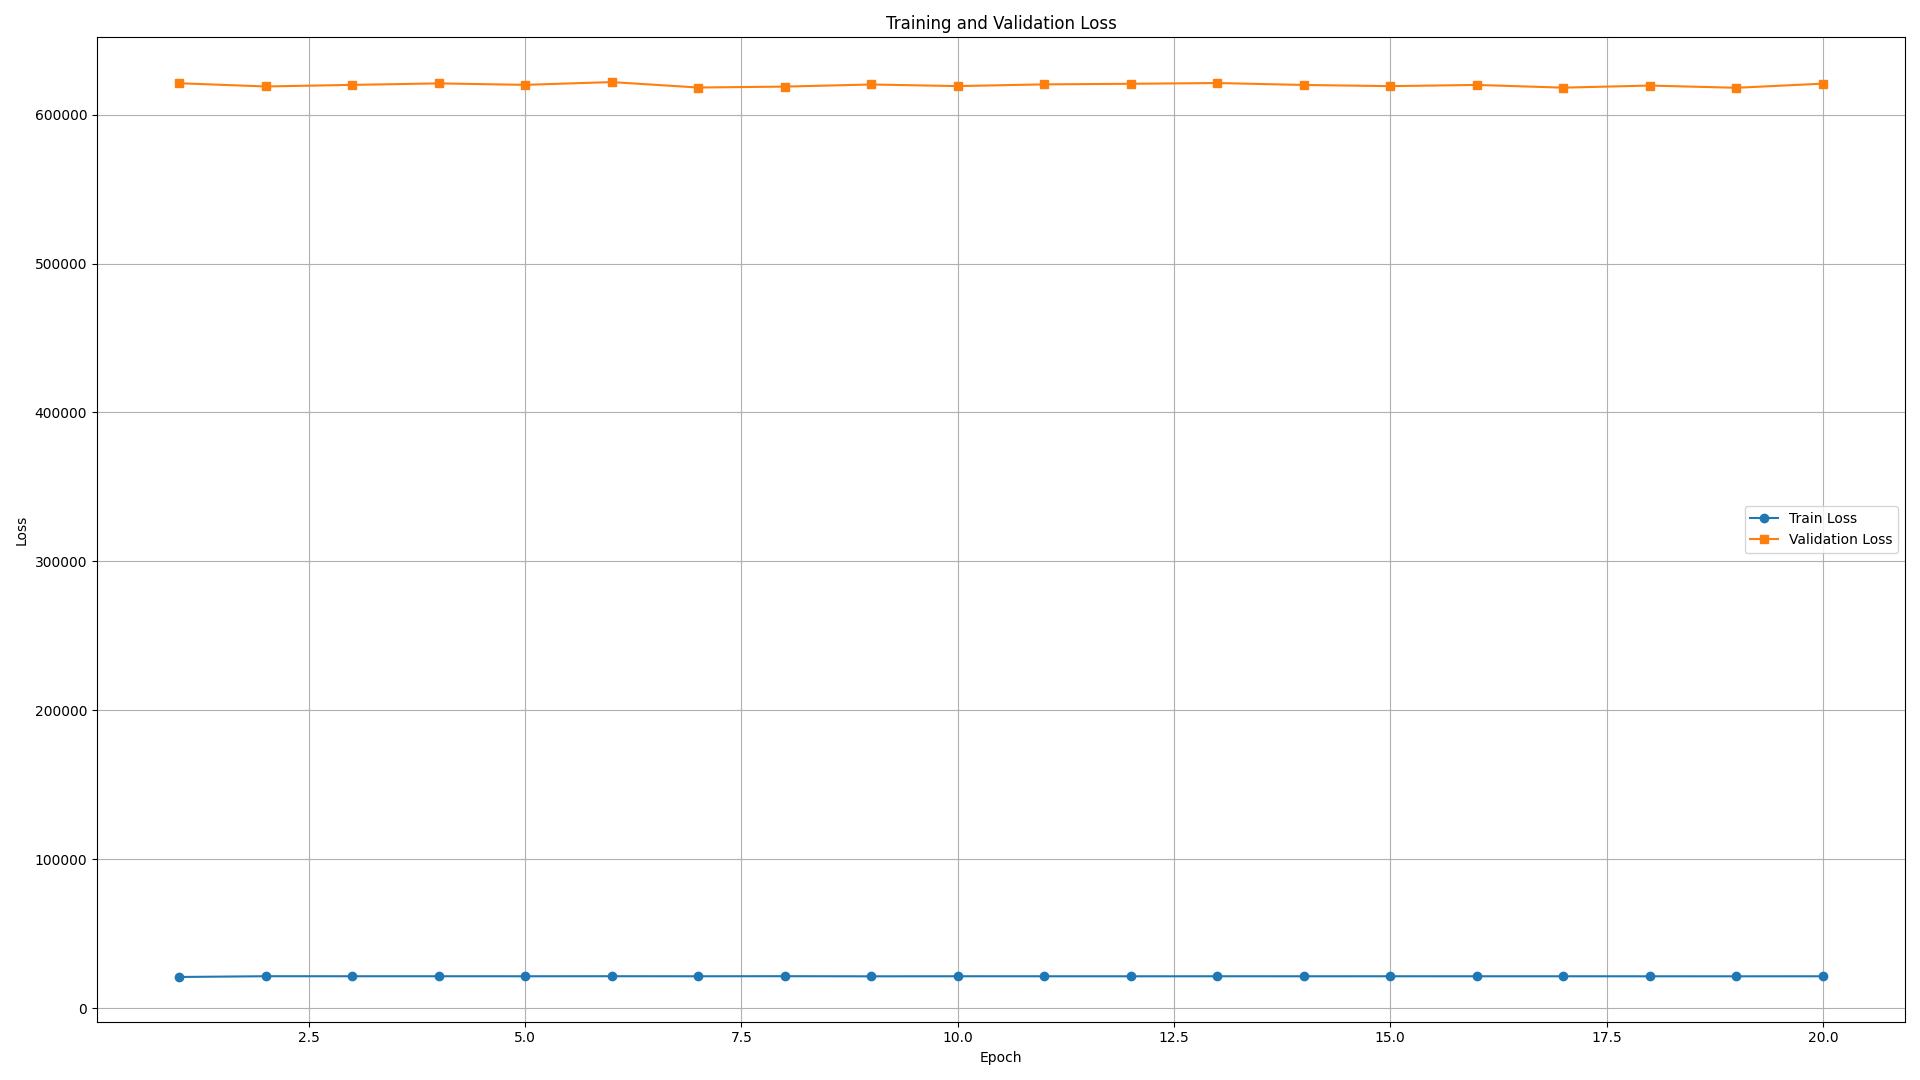 Training and Validation Loss
600000
500000
400000
300000
200000
100000
0
Loss
Train Loss
Validation Loss
2.5 5.0 7.5 10.0 12.5 15.0 17.5 20.0
Epoch